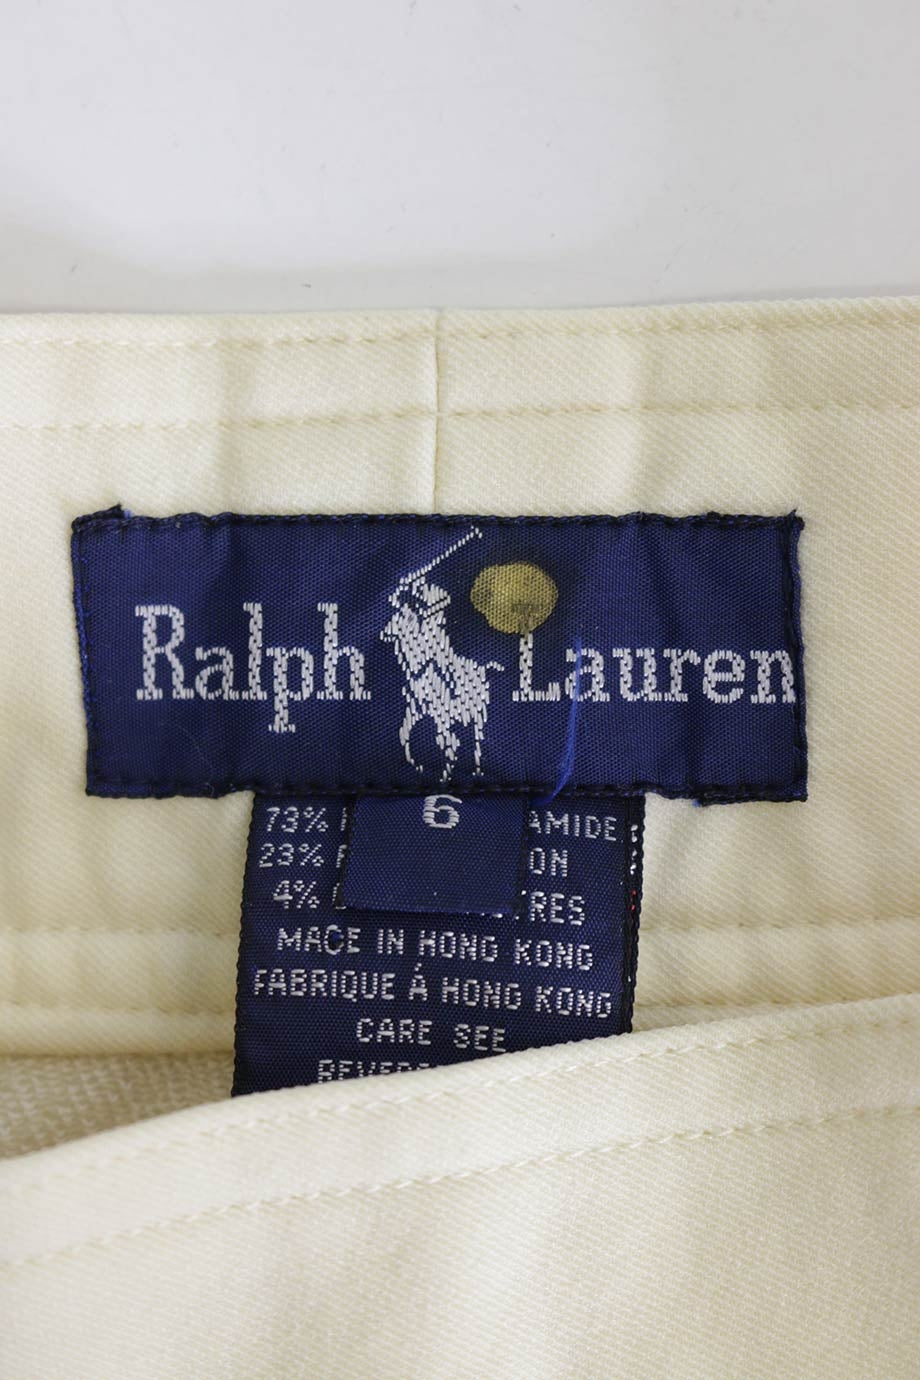 Ralph Lauren
6
73% AMIDE
23% ON
4% RES
MADE IN HONG KONG
FABRIQUE À HONG KONG
CARE SEE